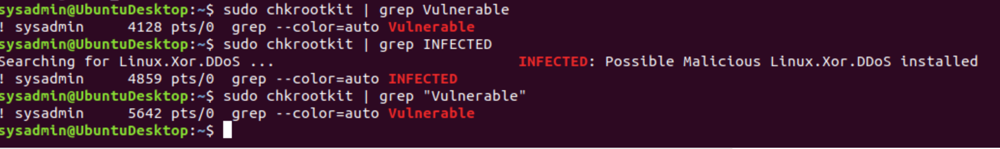 sysadmin@UbuntuDesktop:~$ sudo chkrootkit | grep Vulnerable
! sysadmin     4128 pts/0  grep --color=auto Vulnerable
sysadmin@UbuntuDesktop:~$ sudo chkrootkit | grep INFECTED
Searching for Linux.Xor.DDoS ...                            INFECTED: Possible Malicious Linux.Xor.DDoS installed
! sysadmin     4859 pts/0  grep --color=auto INFECTED
sysadmin@UbuntuDesktop:~$ sudo chkrootkit | grep "Vulnerable"
! sysadmin     5642 pts/0  grep --color=auto Vulnerable
sysadmin@UbuntuDesktop:~$